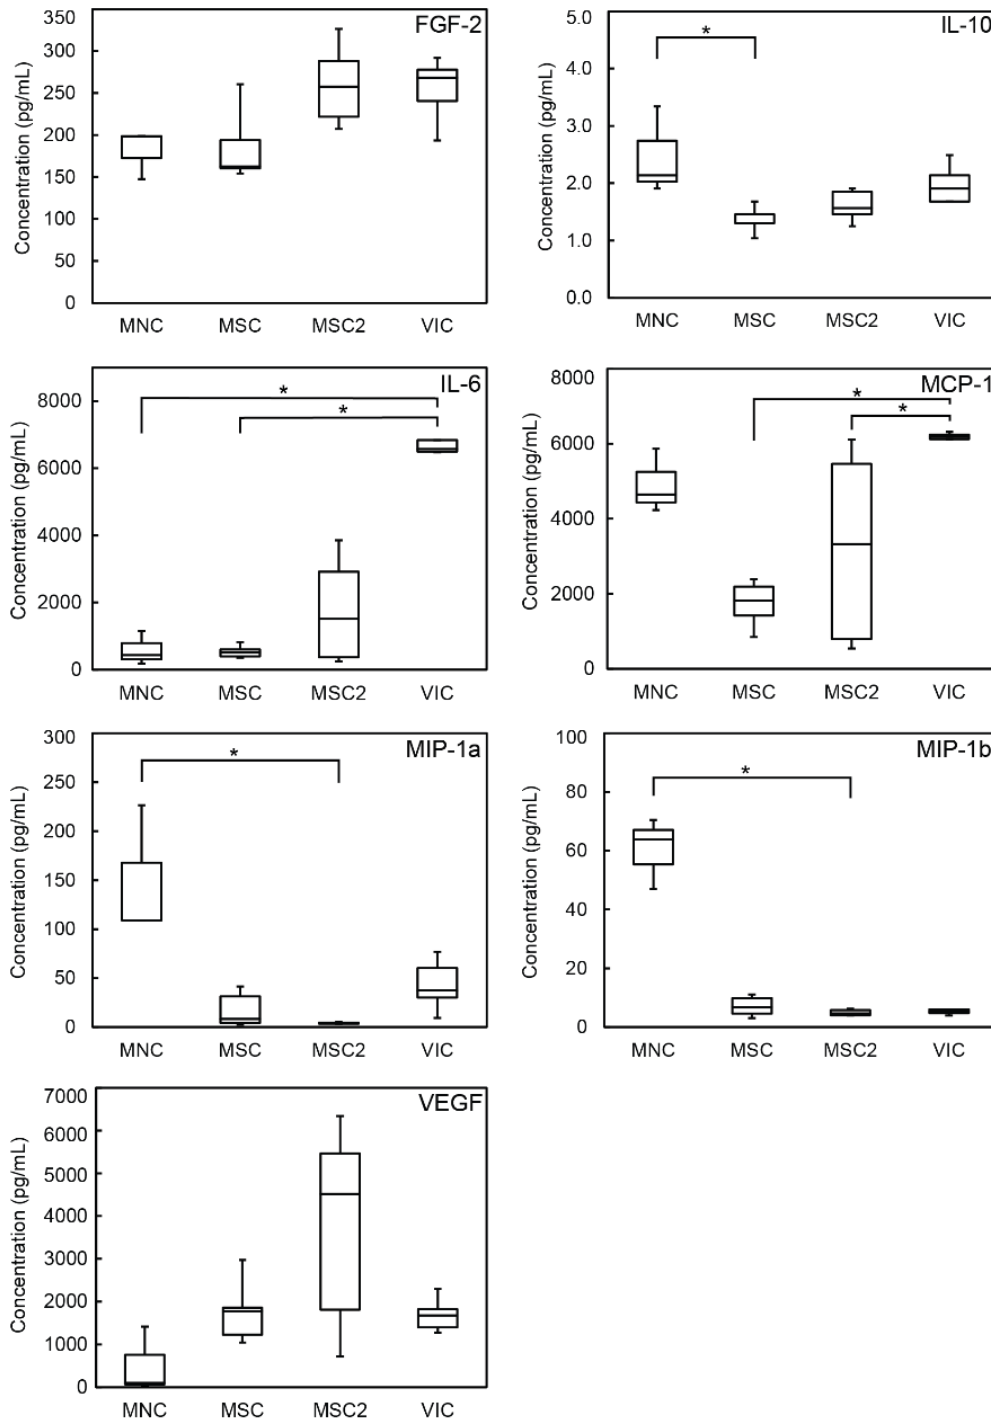 FGF-2
Concentration (pg/mL)
350
300
250
200
150
100
50
0
MNC MSC MSC2 VIC
IL-10
Concentration (pg/mL)
5.0
4.0
3.0
2.0
1.0
0.0
*
MNC MSC MSC2 VIC
IL-6
Concentration (pg/mL)
8000
6000
4000
2000
0
*
*
MNC MSC MSC2 VIC
MCP-1
Concentration (pg/mL)
8000
6000
4000
2000
0
*
*
MNC MSC MSC2 VIC
MIP-1a
Concentration (pg/mL)
300
250
200
150
100
50
0
*
MNC MSC MSC2 VIC
MIP-1b
Concentration (pg/mL)
100
80
60
40
20
0
*
MNC MSC MSC2 VIC
VEGF
Concentration (pg/mL)
7000
6000
5000
4000
3000
2000
1000
0
MNC MSC MSC2 VIC